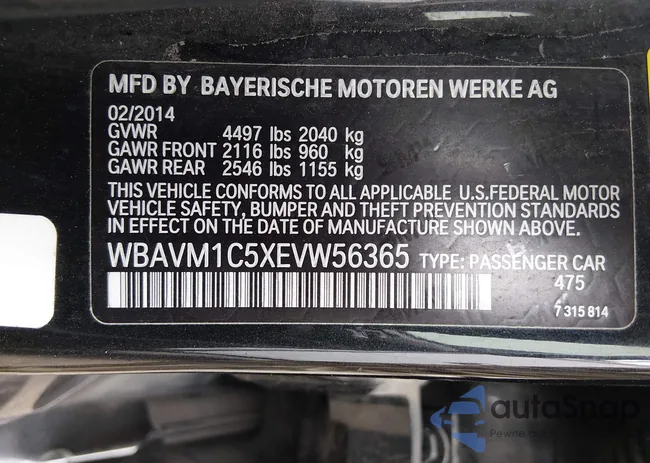 MFD BY BAYERISCHE MOTOREN WERKE AG
02/2014
GVWR 4497 lbs 2040 kg
GAWR FRONT 2116 lbs 960 kg
GAWR REAR 2546 lbs 1155 kg
THIS VEHICLE CONFORMS TO ALL APPLICABLE U.S.FEDERAL MOTOR
VEHICLE SAFETY, BUMPER AND THEFT PREVENTION STANDARDS
IN EFFECT ON THE DATE OF MANUFACTURE SHOWN ABOVE.
WBAVM1C5XEVW56365 TYPE: PASSENGER CAR
475
7 315 814
autoSnap
Pewne aut